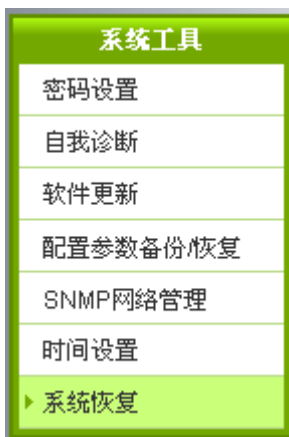 系统工具
密码设置
自我诊断
软件更新
配置参数备份/恢复
SNMP网络管理
时间设置
系统恢复